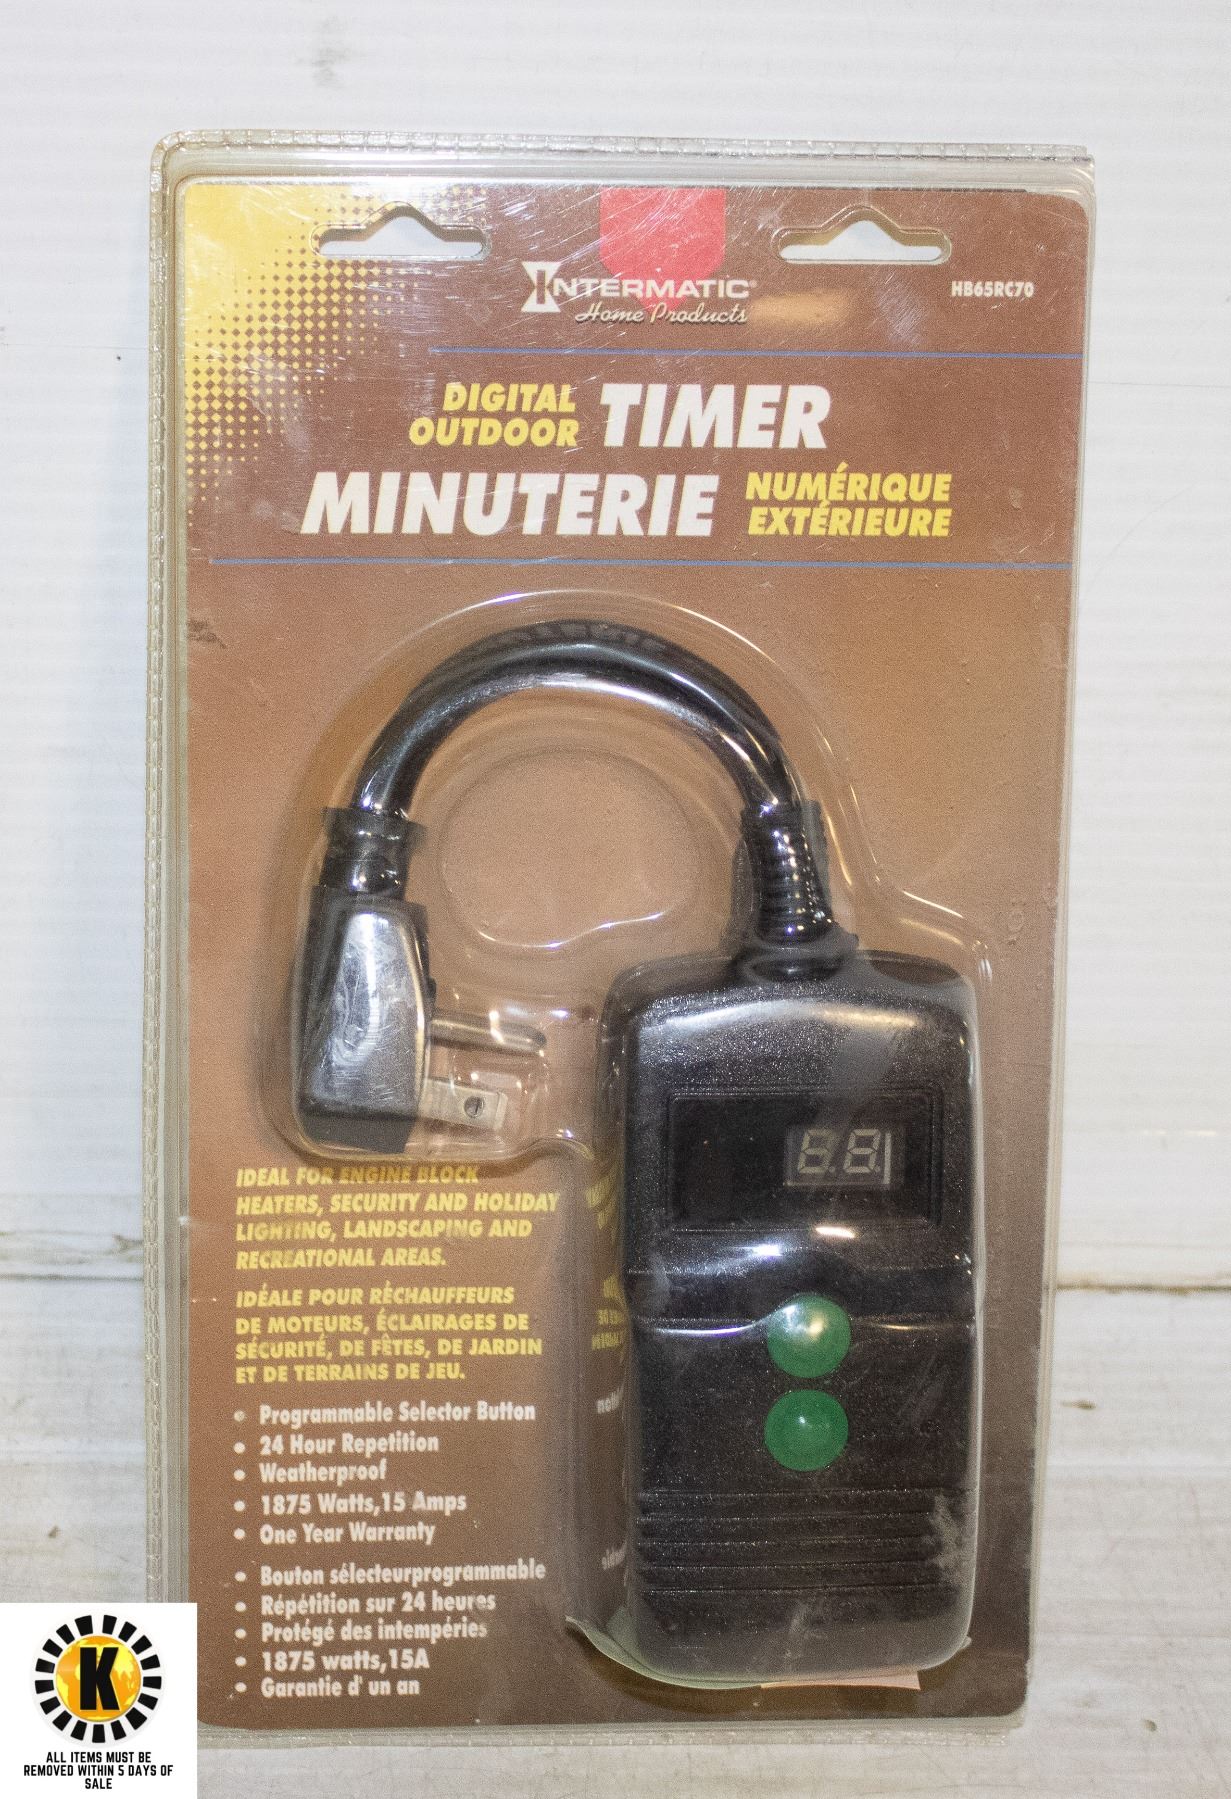 INTERMATIC®
Home Products
HB65RC70
DIGITAL
OUTDOOR TIMER
MINUTERIE NUMÉRIQUE
EXTÉRIEURE
8.8.
IDEAL FOR ENGINE BLOCK
HEATERS, SECURITY AND HOLIDAY
LIGHTING, LANDSCAPING AND
RECREATIONAL AREAS.
IDÉALE POUR RÉCHAUFFEURS
DE MOTEURS, ÉCLAIRAGES DE
SÉCURITÉ, DE FÊTES, DE JARDIN
ET DE TERRAINS DE JEU.
• Programmable Selector Button
• 24 Hour Repetition
• Weatherproof
• 1875 Watts,15 Amps
• One Year Warranty
• Bouton sélecteurprogrammable
• Répétition sur 24 heures
• Protégé des intempéries
• 1875 watts,15A
• Garantie d' un an
K
ALL ITEMS MUST BE
REMOVED WITHIN 5 DAYS OF
SALE